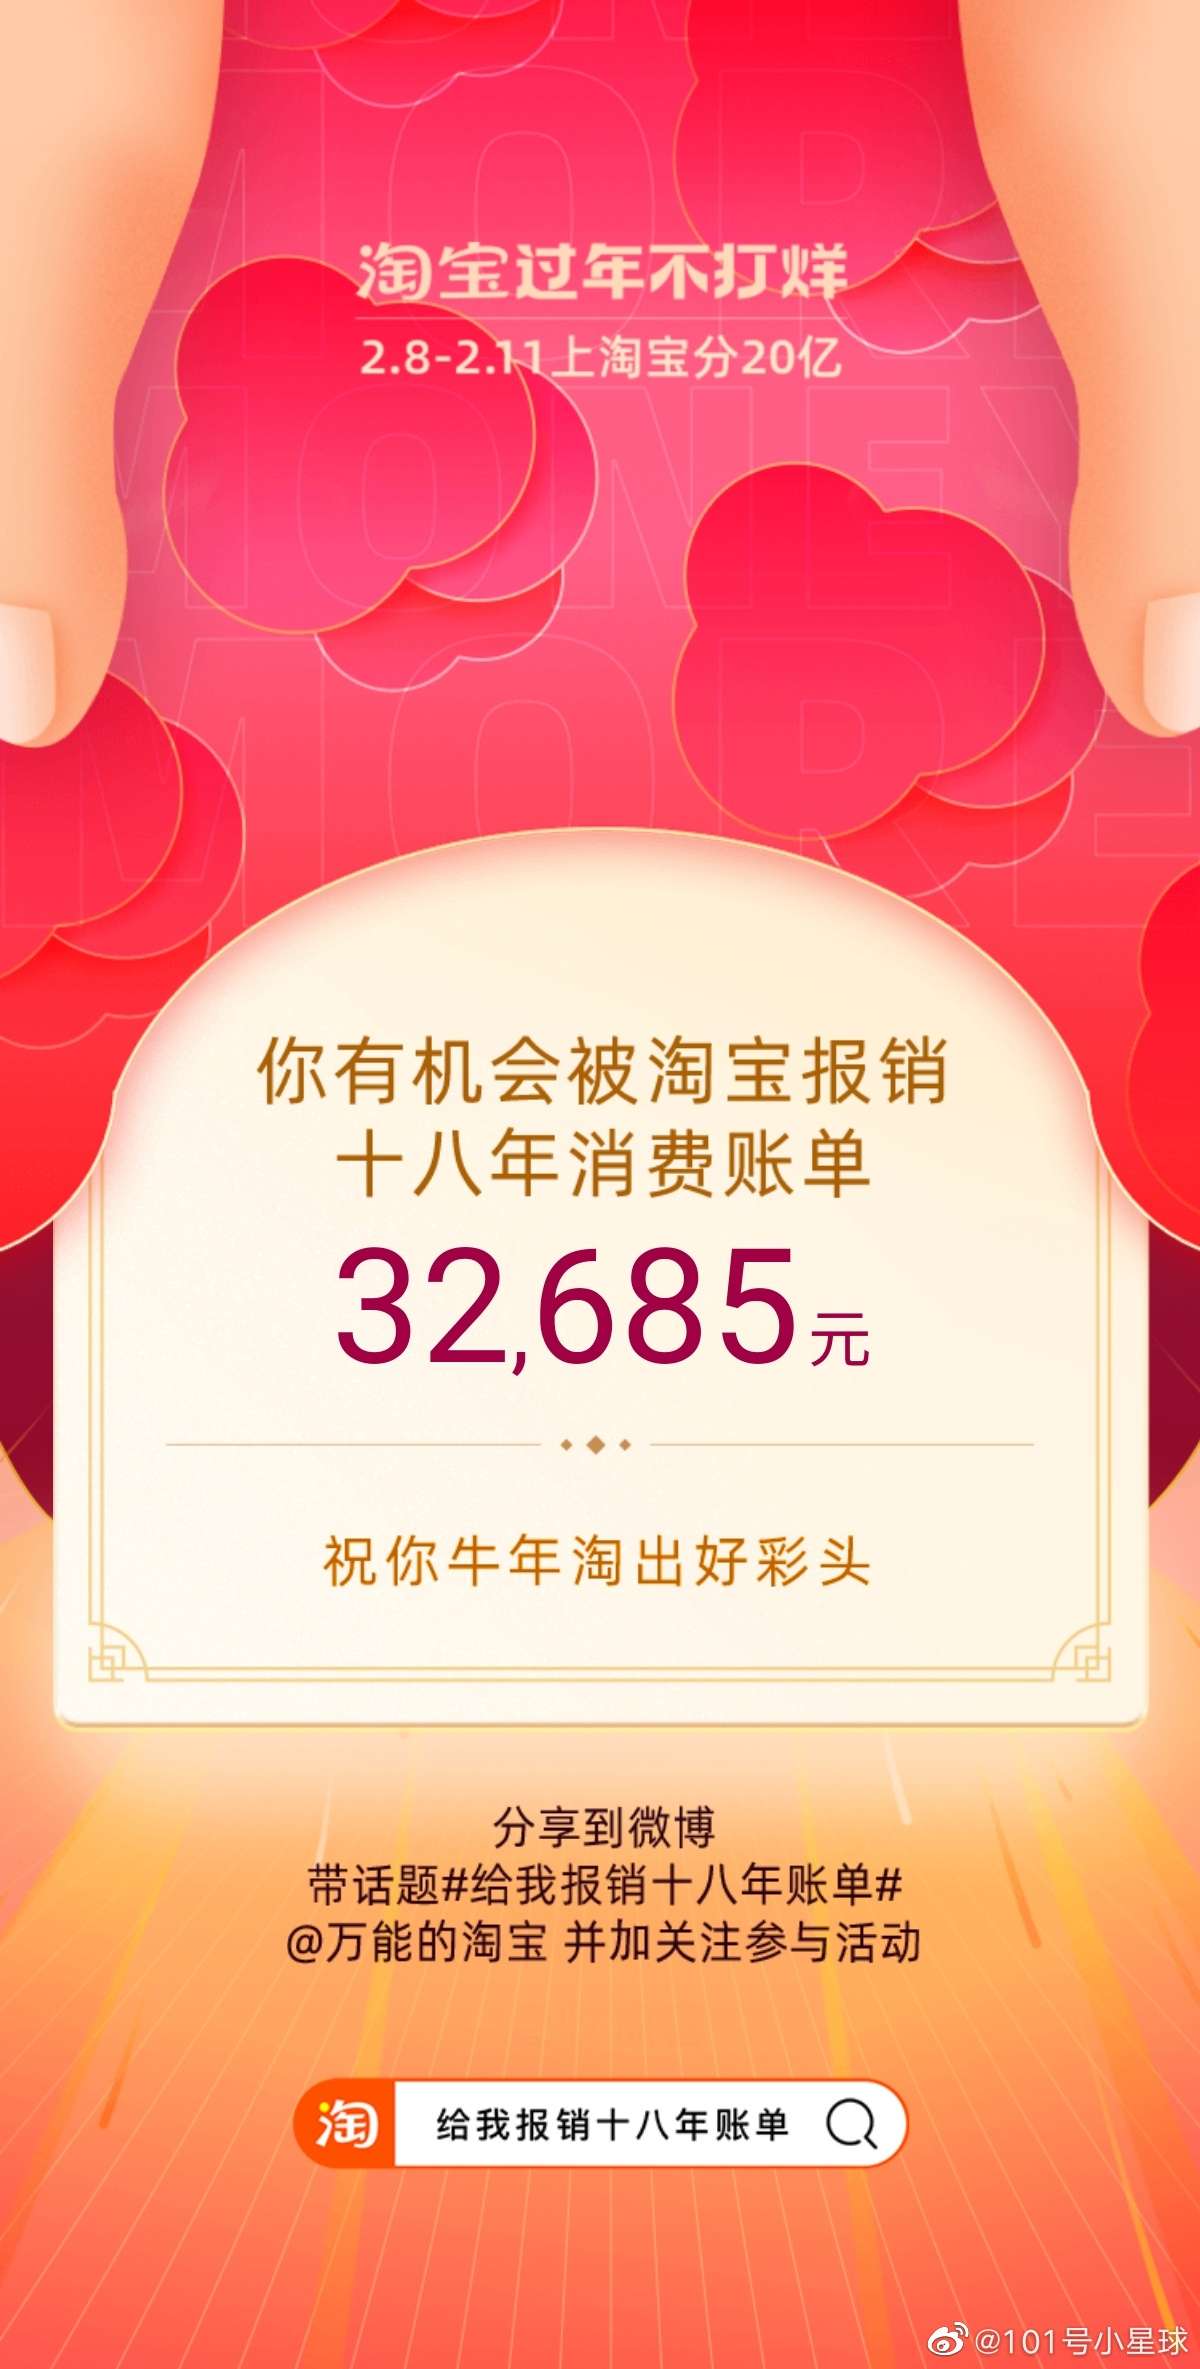 MORE
淘宝过年不打烊
2.8-2.11上淘宝分20亿
MONEY
MORE
你有机会被淘宝报销
十八年消费账单
32,685元
祝你牛年淘出好彩头
分享到微博
带话题#给我报销十八年账单#
@万能的淘宝 并加关注参与活动
淘 给我报销十八年账单
@101号小星球